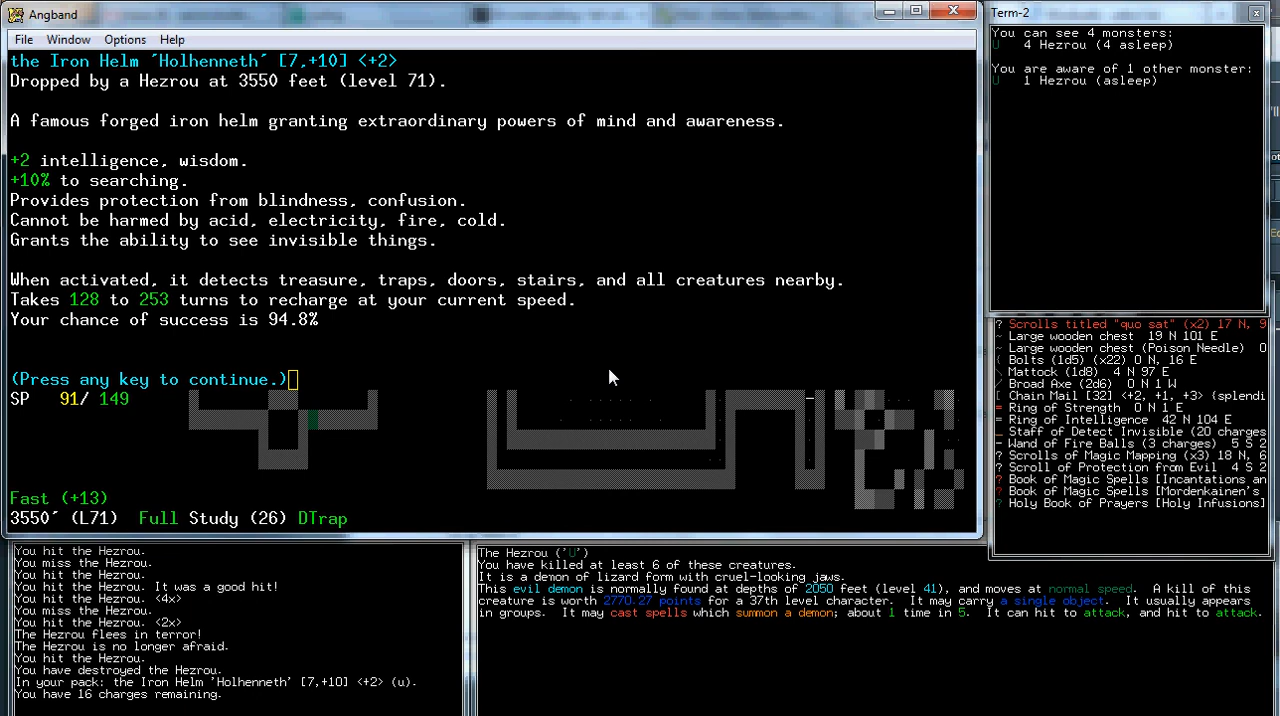 Angband
File Window Options Help
the Iron Helm ´Holhenneth´ [7,+10] <+2>
Dropped by a Hezrou at 3550 feet (level 71).
A famous forged iron helm granting extraordinary powers of mind and awareness.
+2 intelligence, wisdom.
+10% to searching.
Provides protection from blindness, confusion.
Cannot be harmed by acid, electricity, fire, cold.
Grants the ability to see invisible things.
When activated, it detects treasure, traps, doors, stairs, and all creatures nearby.
Takes 128 to 253 turns to recharge at your current speed.
Your chance of success is 94.8%
(Press any key to continue.)
SP 91/ 149
Fast (+13)
3550´ (L71) Full Study (26) DTrap
Term-2
You can see 4 monsters:
U 4 Hezrou (4 asleep)
You are aware of 1 other monster:
U 1 Hezrou (asleep)
? Scrolls titled "quo sat" (x2) 17 N, 9
~ Large wooden chest 19 N 101 E
~ Large wooden chest (Poison Needle) 0
{ Bolts (1d5) (x22) 0 N, 16 E
\ Mattock (1d8) 4 N 97 E
/ Broad Axe (2d6) 0 N 1 W
[ Chain Mail [32] <+2, +1, +3> {splendi
= Ring of Strength 0 N 1 E
= Ring of Intelligence 42 N 104 E
_ Staff of Detect Invisible (20 charges
- Wand of Fire Balls (3 charges) 5 S 2
? Scrolls of Magic Mapping (x3) 18 N, 6
? Scroll of Protection from Evil 4 S 2
? Book of Magic Spells [Incantations an
? Book of Magic Spells [Mordenkainen's
? Holy Book of Prayers [Holy Infusions]
You hit the Hezrou.
You miss the Hezrou.
You hit the Hezrou.
You hit the Hezrou. It was a good hit!
You hit the Hezrou. <4x>
You miss the Hezrou.
You hit the Hezrou. <2x>
The Hezrou flees in terror!
The Hezrou is no longer afraid.
You hit the Hezrou.
You have destroyed the Hezrou.
In your pack: the Iron Helm 'Holhenneth' [7,+10] <+2> (u).
You have 16 charges remaining.
The Hezrou ('U')
You have killed at least 6 of these creatures.
It is a demon of lizard form with cruel-looking jaws.
This evil demon is normally found at depths of 2050 feet (level 41), and moves at normal speed. A kill of this
creature is worth 2770.27 points for a 37th level character. It may carry a single object. It usually appears
in groups. It may cast spells which summon a demon; about 1 time in 5. It can hit to attack, and hit to attack.